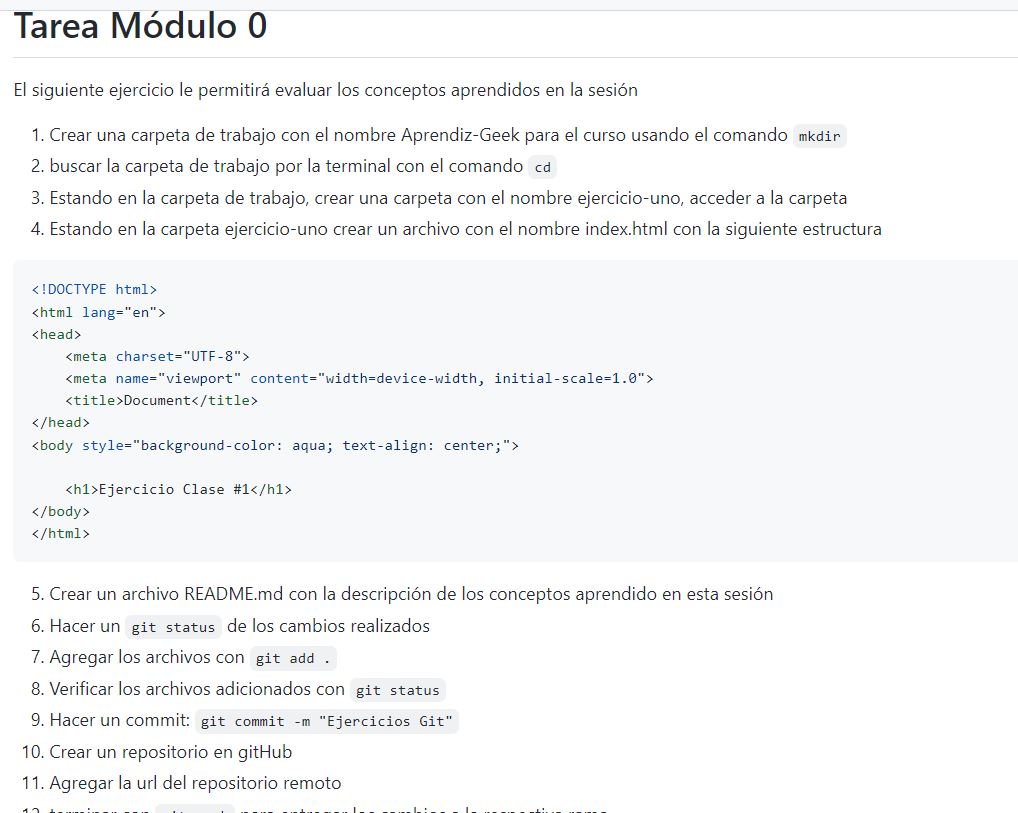 Tarea Módulo 0
El siguiente ejercicio le permitirá evaluar los conceptos aprendidos en la sesión
1. Crear una carpeta de trabajo con el nombre Aprendiz-Geek para el curso usando el comando mkdir
2. buscar la carpeta de trabajo por la terminal con el comando cd
3. Estando en la carpeta de trabajo, crear una carpeta con el nombre ejercicio-uno, acceder a la carpeta
4. Estando en la carpeta ejercicio-uno crear un archivo con el nombre index.html con la siguiente estructura
<!DOCTYPE html>
<html lang="en">
<head>
    <meta charset="UTF-8">
    <meta name="viewport" content="width=device-width, initial-scale=1.0">
    <title>Document</title>
</head>
<body style="background-color: aqua; text-align: center;">
    <h1>Ejercicio Clase #1</h1>
</body>
</html>
5. Crear un archivo README.md con la descripción de los conceptos aprendido en esta sesión
6. Hacer un git status de los cambios realizados
7. Agregar los archivos con git add .
8. Verificar los archivos adicionados con git status
9. Hacer un commit: git commit -m "Ejercicios Git"
10. Crear un repositorio en gitHub
11. Agregar la url del repositorio remoto